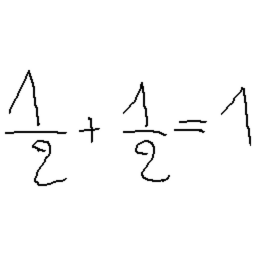 1/2 + 1/2 = 1